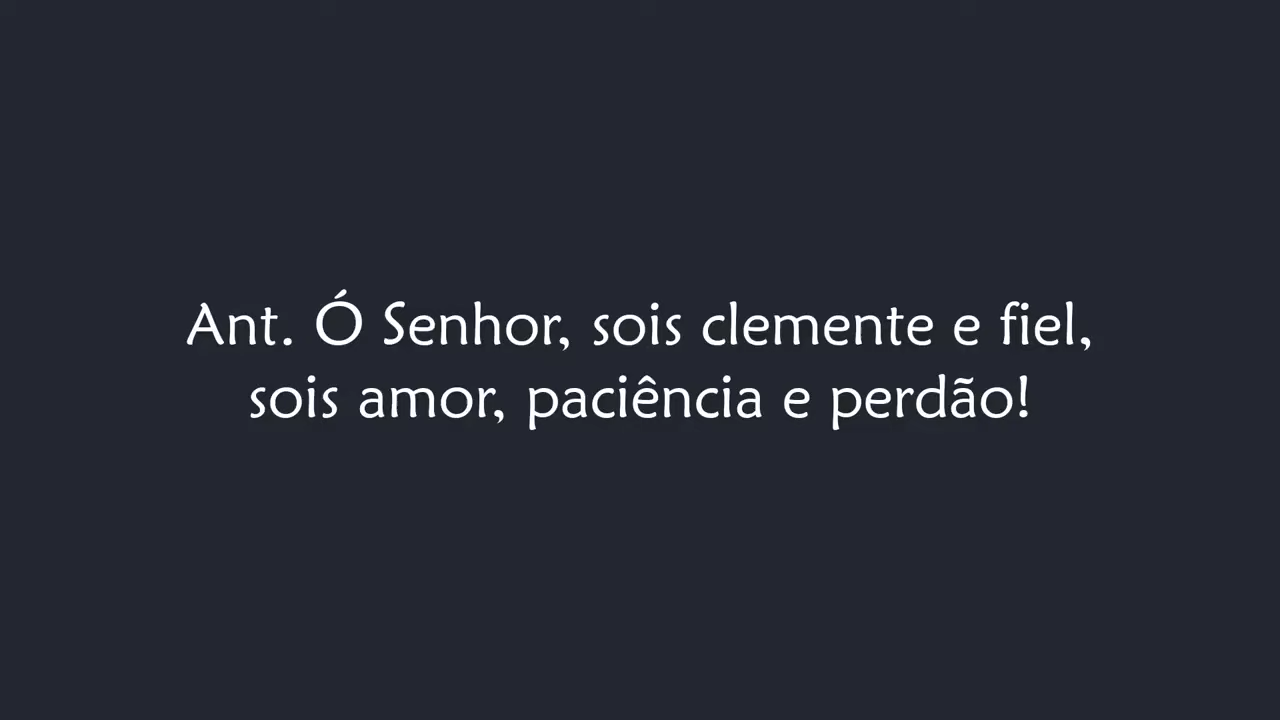 Ant. Ó Senhor, sois clemente e fiel,
sois amor, paciência e perdão!